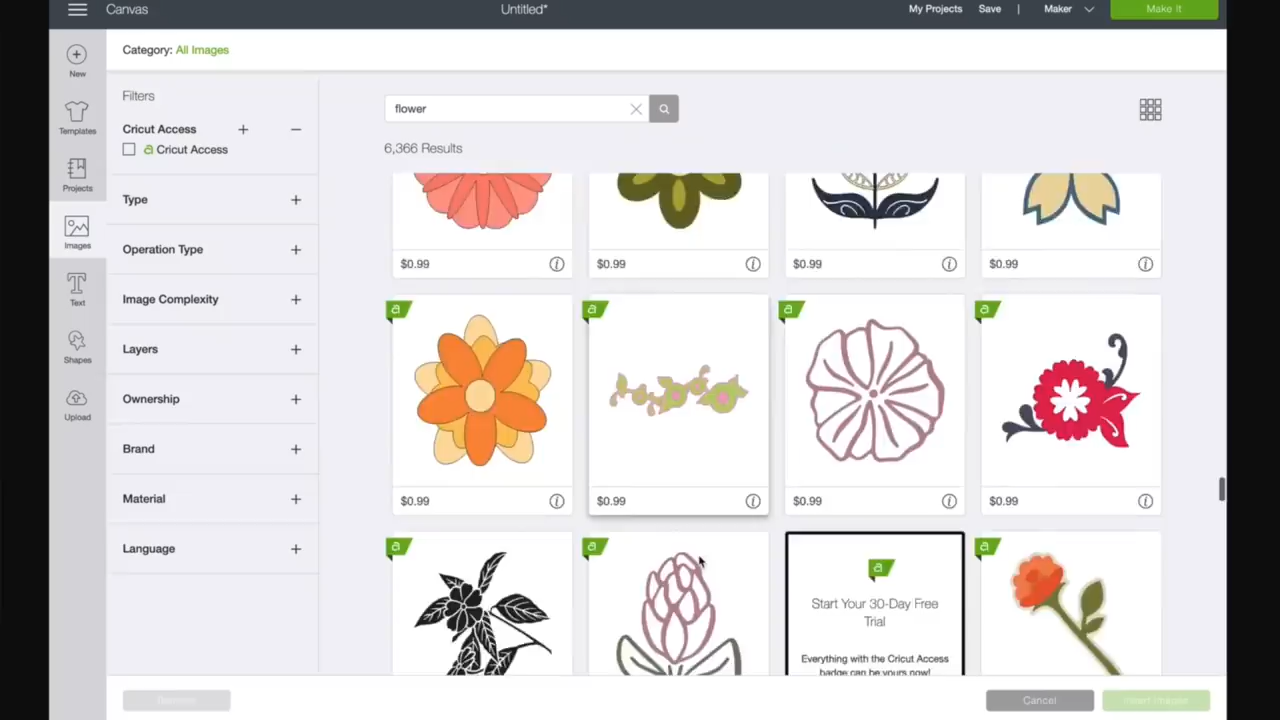 Canvas
Untitled*
My Projects
Save
|
Maker
Make It
Category: All Images
New
Templates
Projects
Images
Text
Shapes
Upload
Filters
Cricut Access
a Cricut Access
Type
Operation Type
Image Complexity
Layers
Ownership
Brand
Material
Language
flower
6,366 Results
$0.99
$0.99
$0.99
$0.99
a
a
a
a
$0.99
$0.99
$0.99
$0.99
a
a
a
a
Start Your 30-Day Free
Trial
Everything with the Cricut Access
badge can be yours now!
Cancel
Insert Images